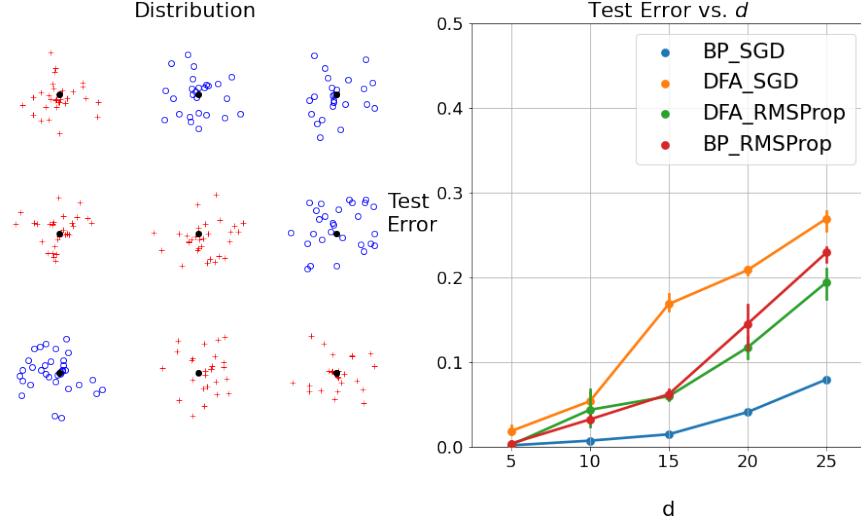 Distribution
Test Error vs. d
0.5
0.4
0.3
0.2
0.1
0.0
Test
Error
BP_SGD
DFA_SGD
DFA_RMSProp
BP_RMSProp
5
10
15
20
25
d